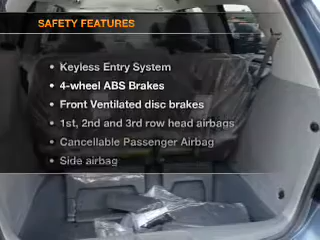 SAFETY FEATURES
• Keyless Entry System
• 4-wheel ABS Brakes
• Front Ventilated disc brakes
• 1st, 2nd and 3rd row head airbags
• Cancellable Passenger Airbag
• Side airbag